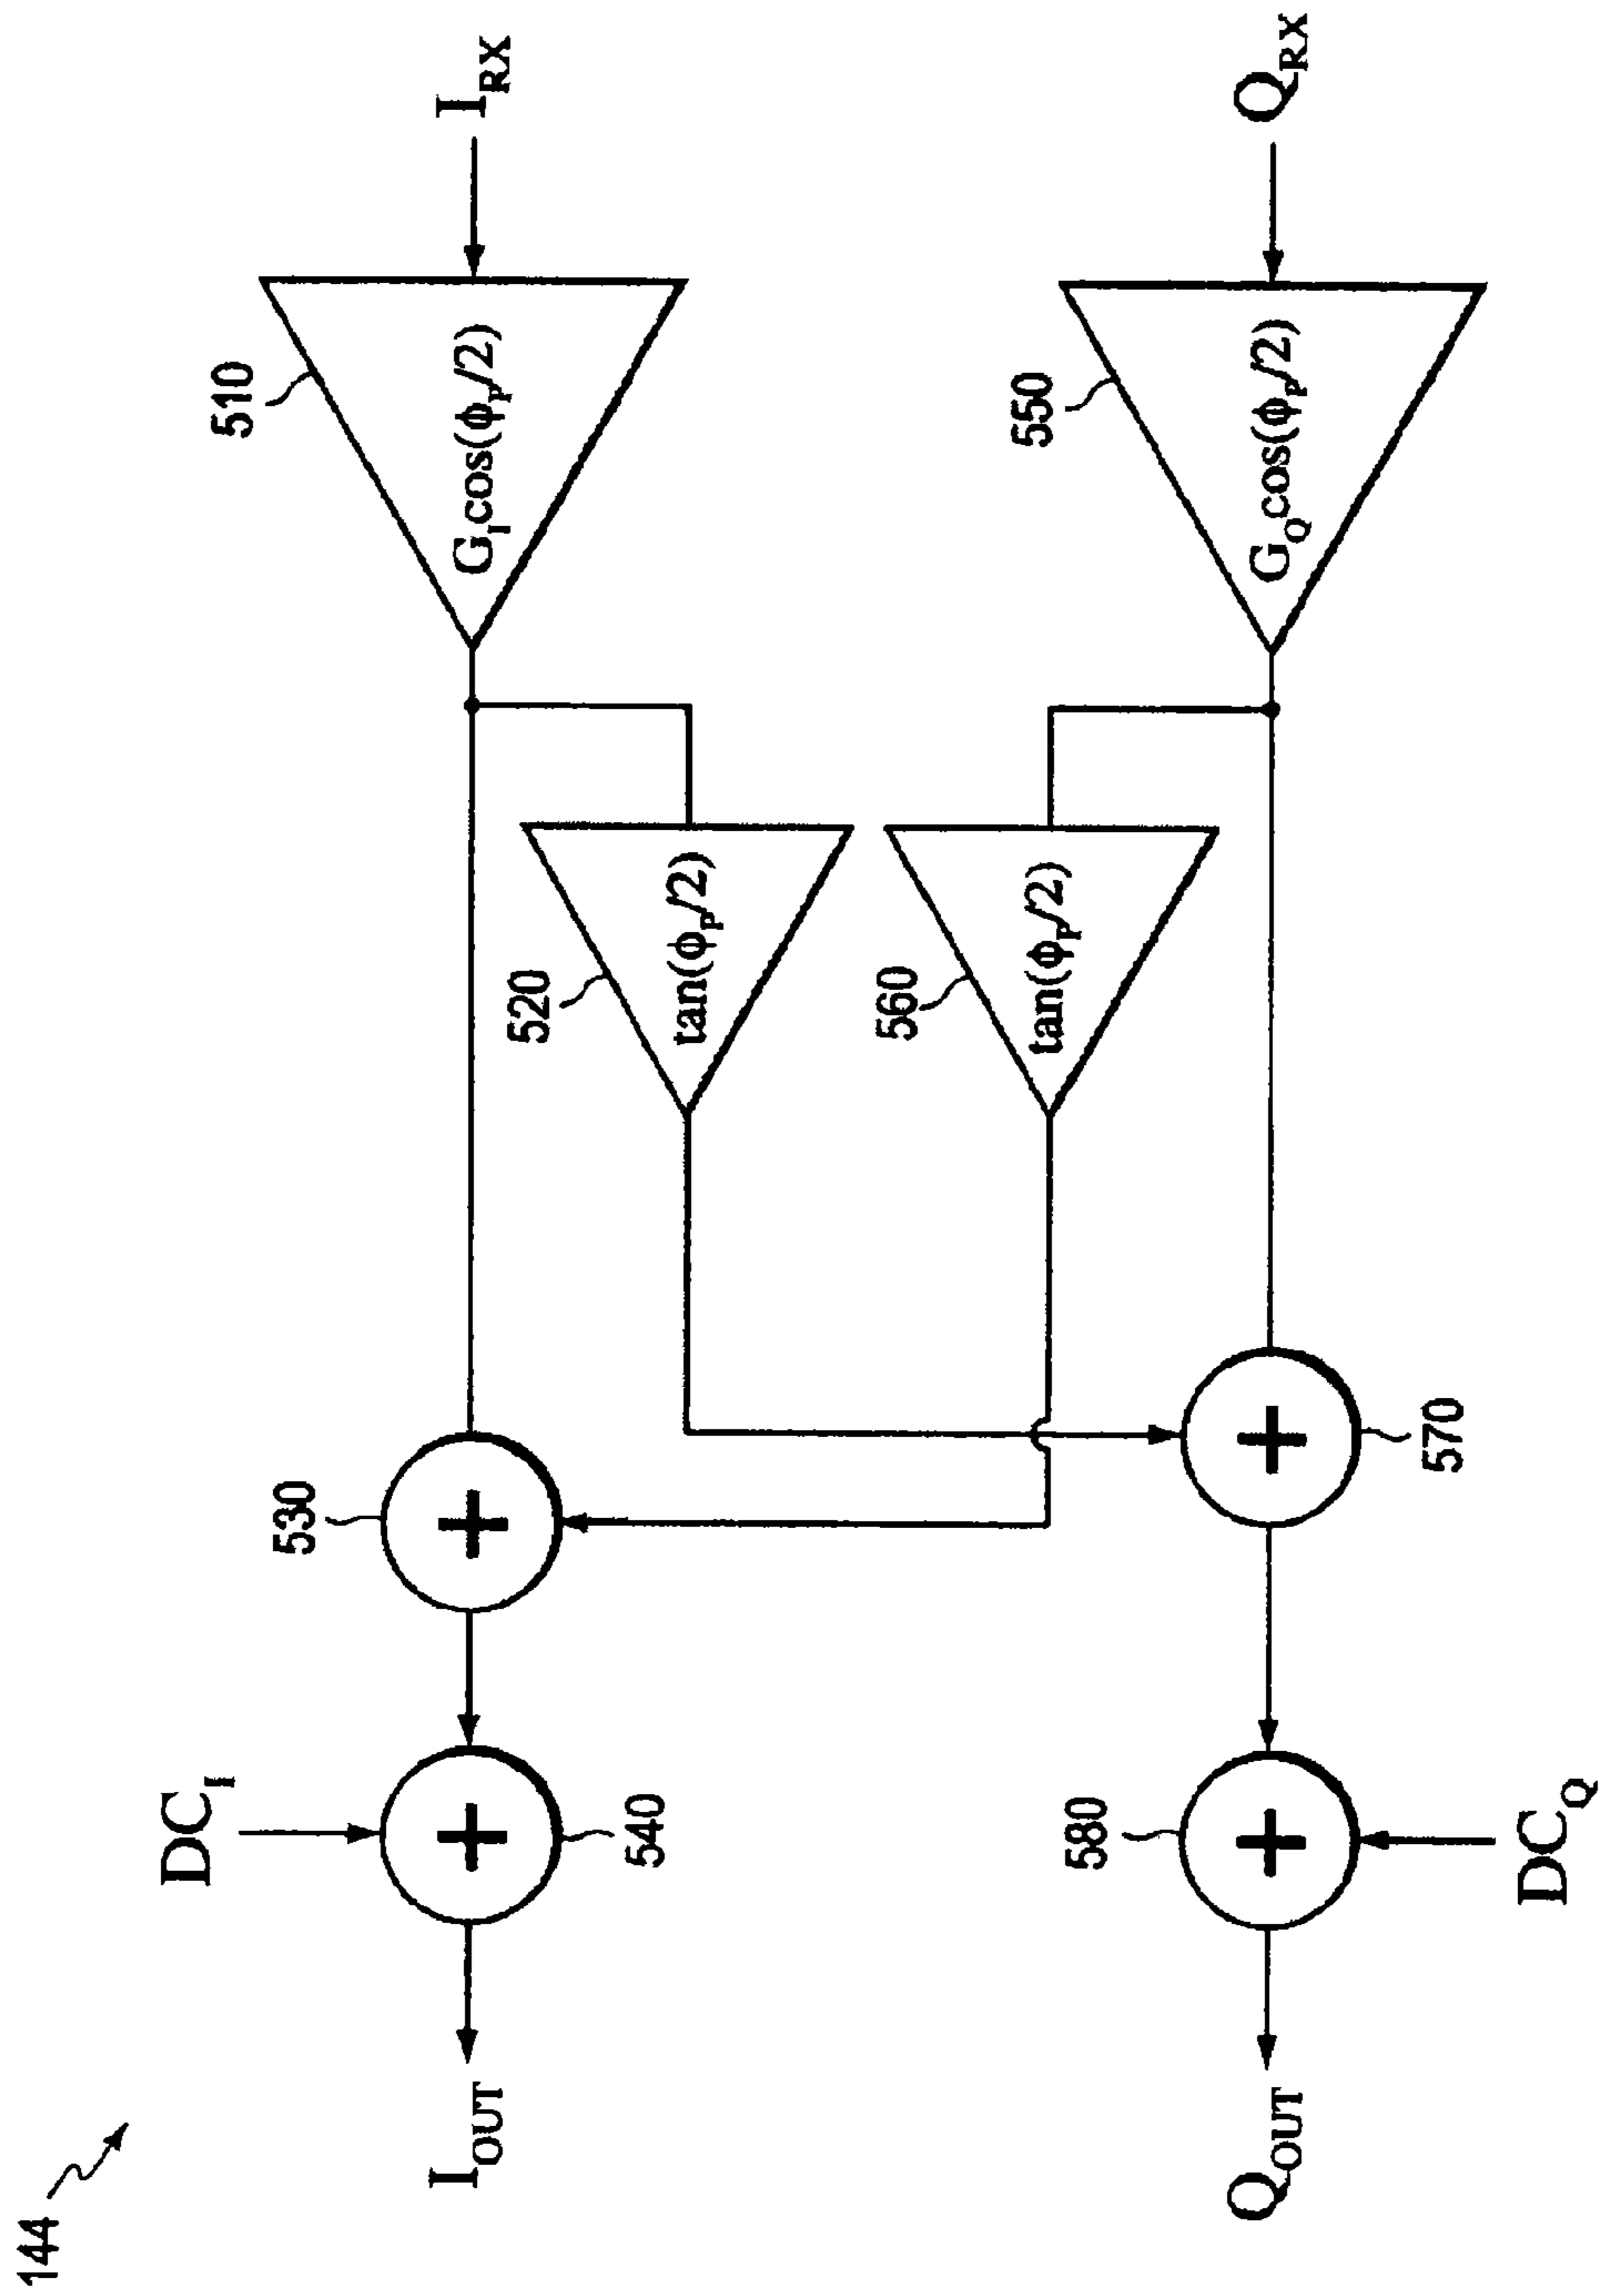 144
I_OUT
DC_I
540
530
520
tan(ϕ_P/2)
510
G_I cos(ϕ_P/2)
I_RX
560
tan(ϕ_P/2)
Q_OUT
580
DC_Q
570
550
G_Q cos(ϕ_P/2)
Q_RX